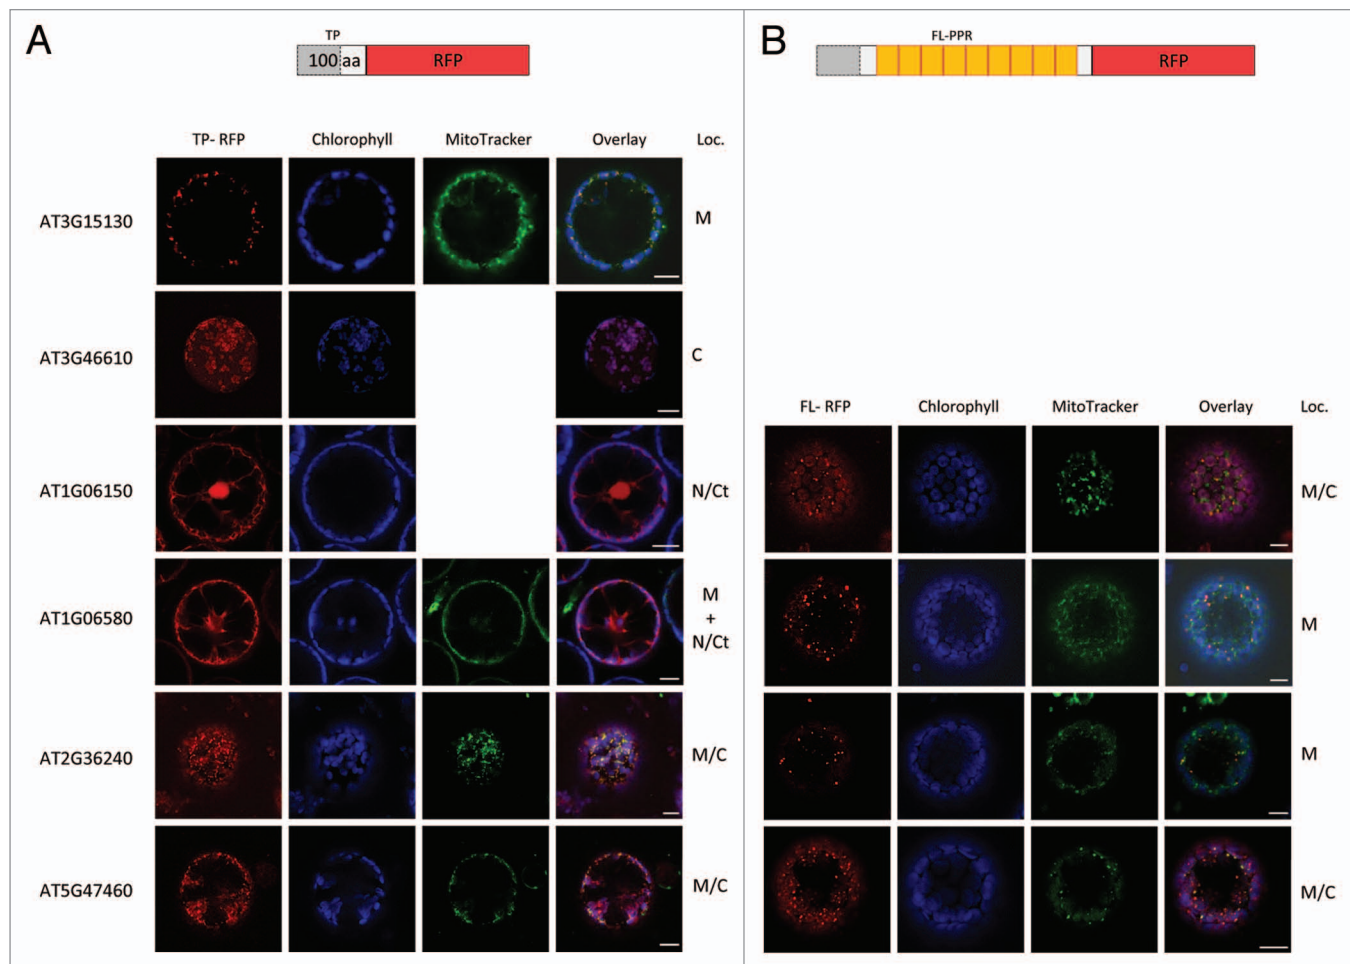 A
TP
100 aa
RFP
TP- RFP Chlorophyll MitoTracker Overlay Loc.
AT3G15130 M
AT3G46610 C
AT1G06150 N/Ct
AT1G06580 M
+
N/Ct
AT2G36240 M/C
AT5G47460 M/C
B
FL-PPR
RFP
FL- RFP Chlorophyll MitoTracker Overlay Loc.
M/C
M
M
M/C